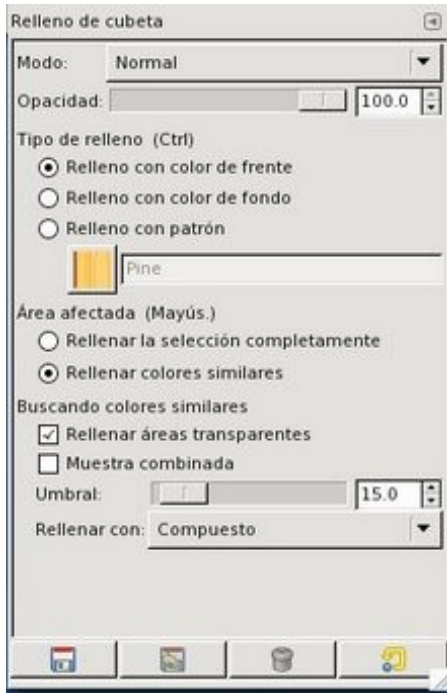 Relleno de cubeta
Modo: Normal
Opacidad: 100.0
Tipo de relleno (Ctrl)
Relleno con color de frente
Relleno con color de fondo
Relleno con patrón
Pine
Área afectada (Mayús.)
Rellenar la selección completamente
Rellenar colores similares
Buscando colores similares
Rellenar áreas transparentes
Muestra combinada
Umbral: 15.0
Rellenar con: Compuesto